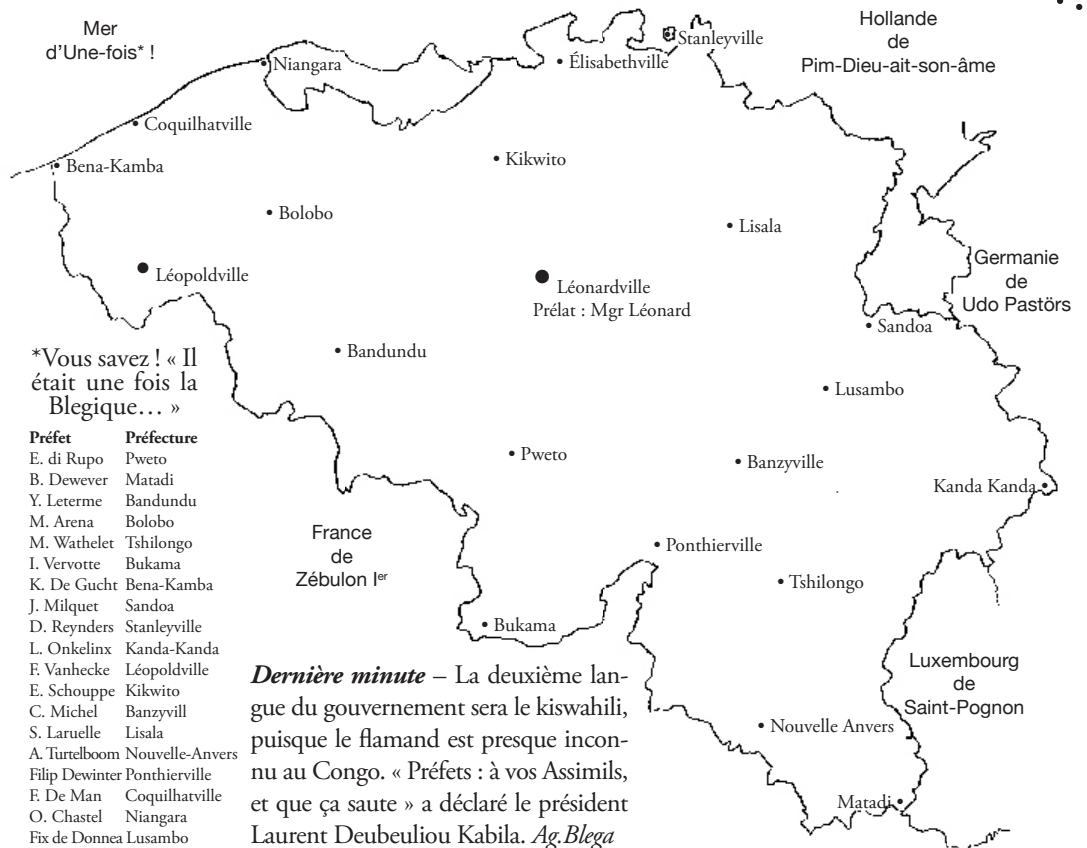 Mer
d'Une-fois* !
Hollande
de
Pim-Dieu-ait-son-âme
Stanleyville
Élisabethville
Niangara
Coquilhatville
Bena-Kamba
Kikwito
Bolobo
Lisala
Léopoldville
Léonardville
Prélat : Mgr Léonard
Germanie
de
Udo Pastörs
Sandoa
Bandundu
Lusambo
Pweto
Banzyville
Kanda Kanda
France
de
Zébulon Ier
Ponthierville
Tshilongo
Bukama
Luxembourg
de
Saint-Pognon
Nouvelle Anvers
Matadi
*Vous savez ! « Il
était une fois la
Blegique… »
Préfet Préfecture
E. di Rupo Pweto
B. Dewever Matadi
Y. Leterme Bandundu
M. Arena Bolobo
M. Wathelet Tshilongo
I. Vervotte Bukama
K. De Gucht Bena-Kamba
J. Milquet Sandoa
D. Reynders Stanleyville
L. Onkelinx Kanda-Kanda
F. Vanhecke Léopoldville
E. Schouppe Kikwito
C. Michel Banzyvill
S. Laruelle Lisala
A. Turtelboom Nouvelle-Anvers
Filip Dewinter Ponthierville
F. De Man Coquilhatville
O. Chastel Niangara
Fix de Donnea Lusambo
Dernière minute – La deuxième lan-
gue du gouvernement sera le kiswahili,
puisque le flamand est presque incon-
nu au Congo. « Préfets : à vos Assimils,
et que ça saute » a déclaré le président
Laurent Deubeuliou Kabila. Ag.Blega